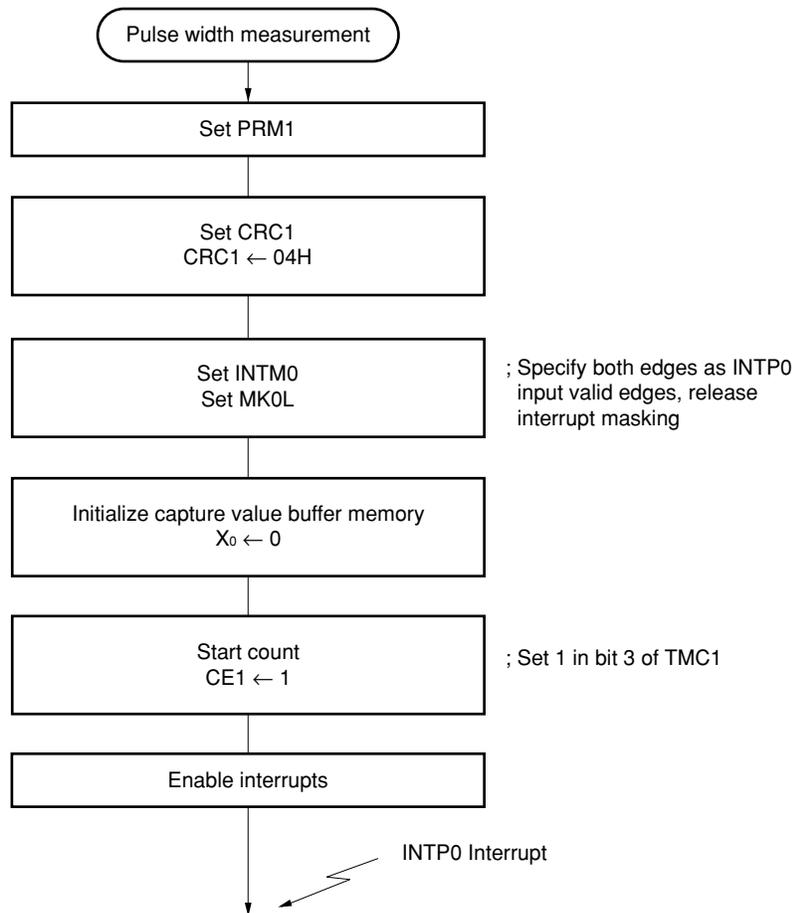 Pulse width measurement
Set PRM1
Set CRC1
CRC1 ← 04H
Set INTM0
Set MK0L
; Specify both edges as INTP0
input valid edges, release
interrupt masking
Initialize capture value buffer memory
X₀ ← 0
Start count
CE1 ← 1
; Set 1 in bit 3 of TMC1
Enable interrupts
INTP0 Interrupt